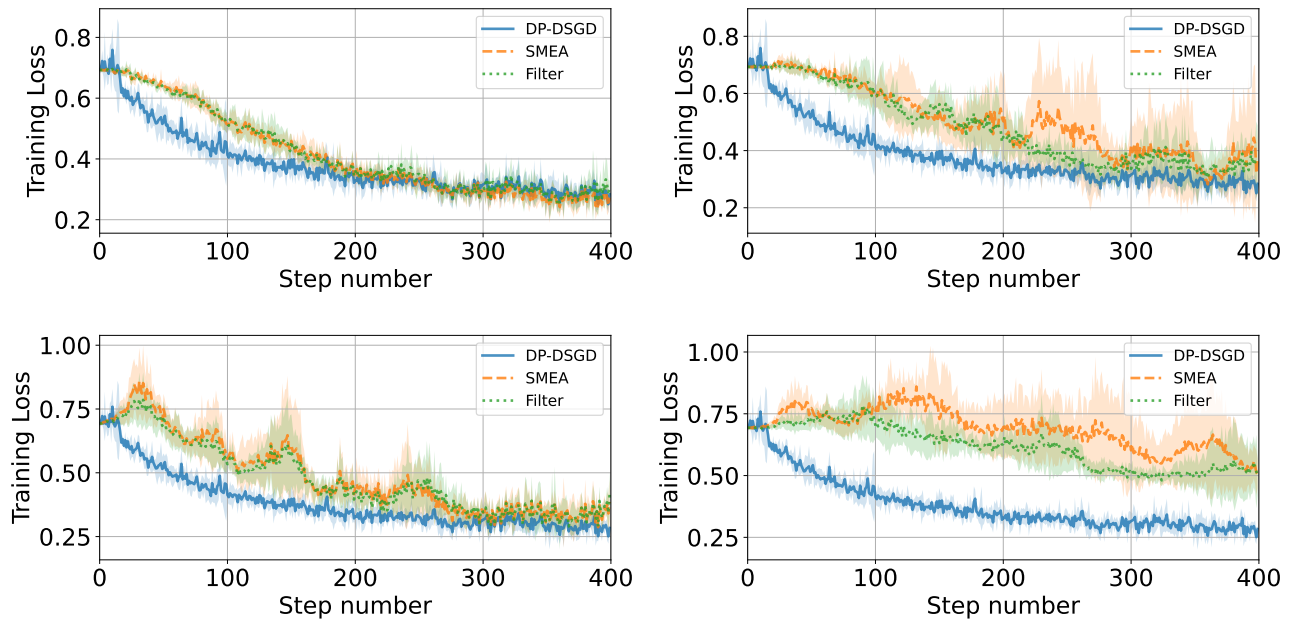 Training Loss
0.8
0.6
0.4
0.2
0 100 200 300 400
Step number
DP-DSGD
SMEA
Filter
Training Loss
0.8
0.6
0.4
0.2
0 100 200 300 400
Step number
DP-DSGD
SMEA
Filter
Training Loss
1.00
0.75
0.50
0.25
0 100 200 300 400
Step number
DP-DSGD
SMEA
Filter
Training Loss
1.00
0.75
0.50
0.25
0 100 200 300 400
Step number
DP-DSGD
SMEA
Filter